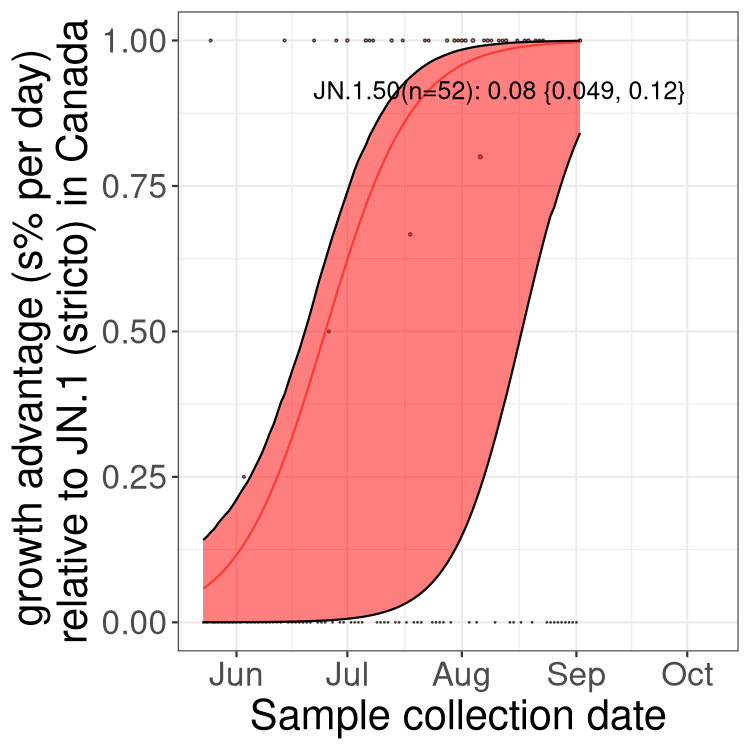 growth advantage (s% per day)
relative to JN.1 (stricto) in Canada
1.00
0.75
0.50
0.25
0.00
JN.1.50(n=52): 0.08 {0.049, 0.12}
Jun Jul Aug Sep Oct
Sample collection date